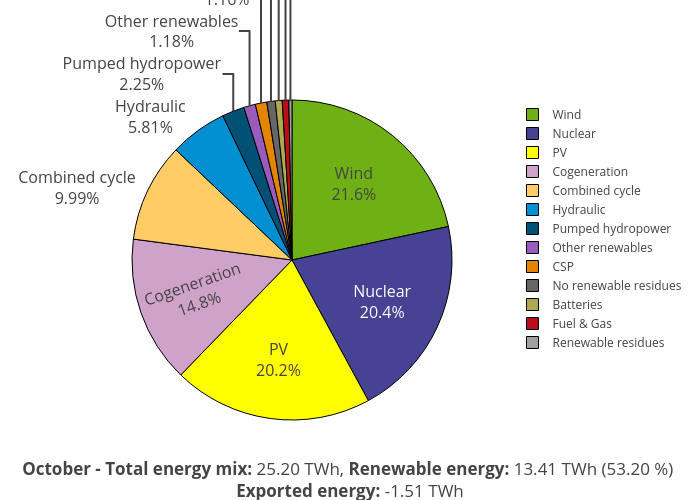 Other renewables
1.18%
Pumped hydropower
2.25%
Hydraulic
5.81%
Combined cycle
9.99%
Wind
21.6%
Nuclear
20.4%
PV
20.2%
Cogeneration
14.8%
Wind
Nuclear
PV
Cogeneration
Combined cycle
Hydraulic
Pumped hydropower
Other renewables
CSP
No renewable residues
Batteries
Fuel & Gas
Renewable residues
October - Total energy mix: 25.20 TWh, Renewable energy: 13.41 TWh (53.20 %)
Exported energy: -1.51 TWh